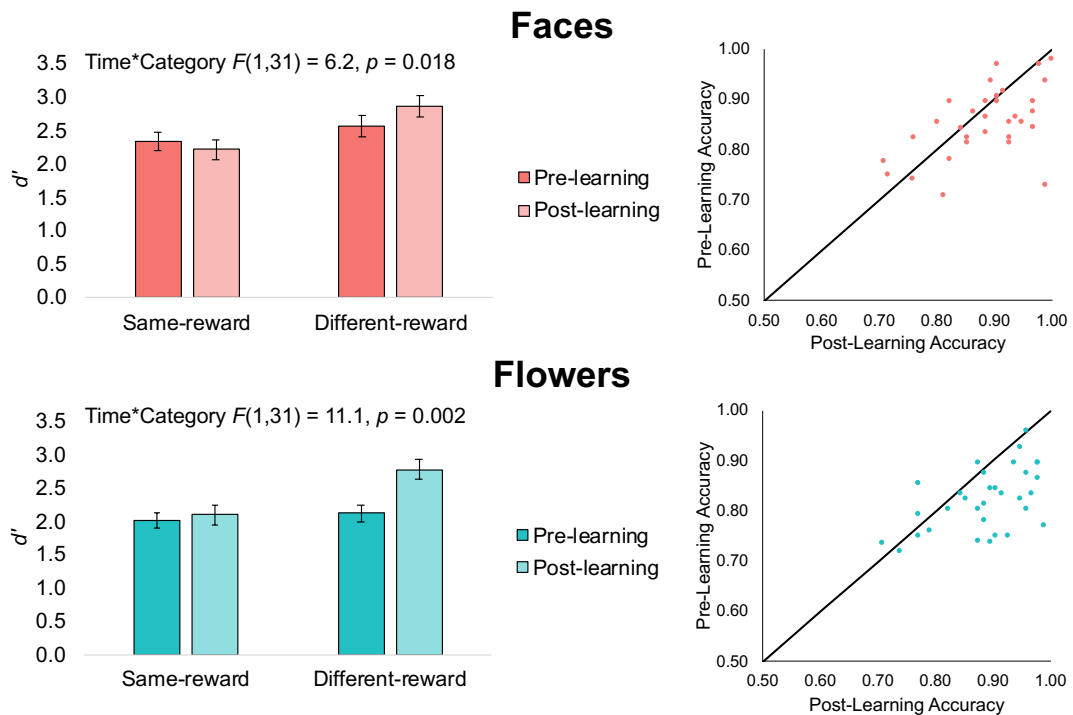 Faces
Time*Category F(1,31) = 6.2, p = 0.018
3.5
3.0
2.5
2.0
1.5
1.0
0.5
0.0
d′
Same-reward
Different-reward
Pre-learning
Post-learning
1.00
0.90
0.80
0.70
0.60
0.50
Pre-Learning Accuracy
0.50 0.60 0.70 0.80 0.90 1.00
Post-Learning Accuracy
Flowers
Time*Category F(1,31) = 11.1, p = 0.002
3.5
3.0
2.5
2.0
1.5
1.0
0.5
0.0
d′
Same-reward
Different-reward
Pre-learning
Post-learning
1.00
0.90
0.80
0.70
0.60
0.50
Pre-Learning Accuracy
0.50 0.60 0.70 0.80 0.90 1.00
Post-Learning Accuracy